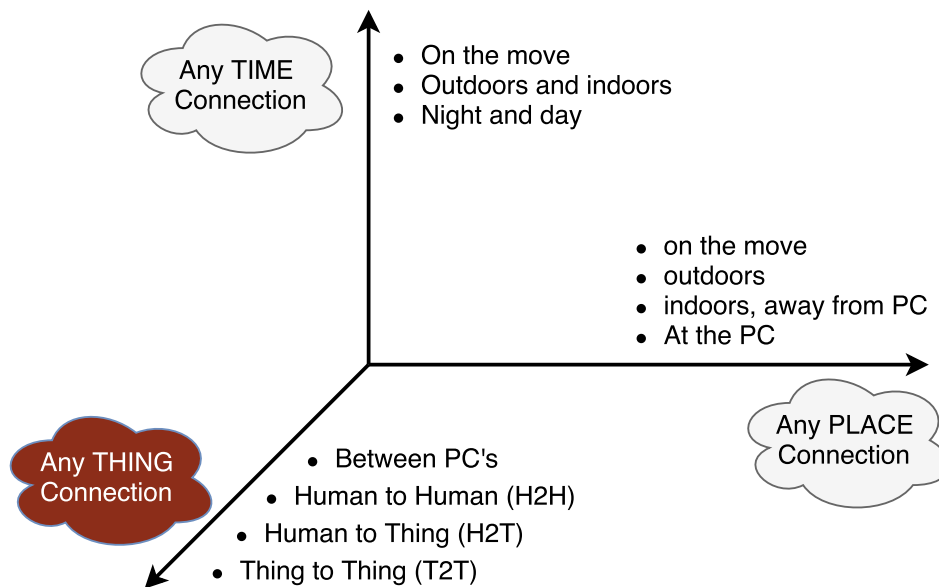 Any TIME
Connection
On the move
Outdoors and indoors
Night and day
on the move
outdoors
indoors, away from PC
At the PC
Any PLACE
Connection
Any THING
Connection
Between PC's
Human to Human (H2H)
Human to Thing (H2T)
Thing to Thing (T2T)